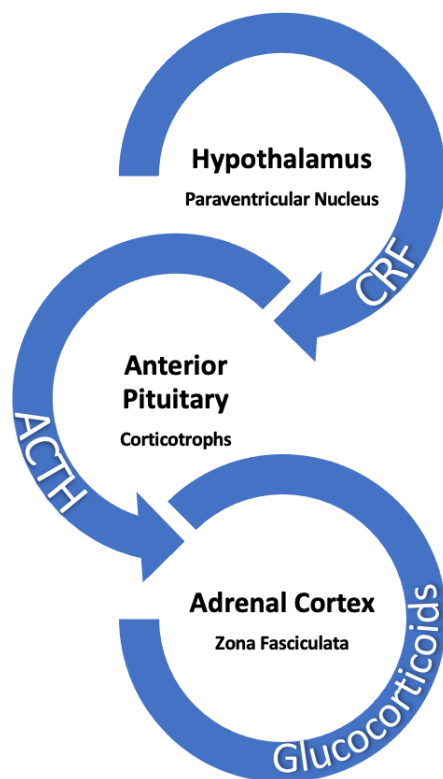 Hypothalamus
Paraventricular Nucleus
CRF
Anterior
Pituitary
Corticotrophs
ACTH
Adrenal Cortex
Zona Fasciculata
Glucocorticoids